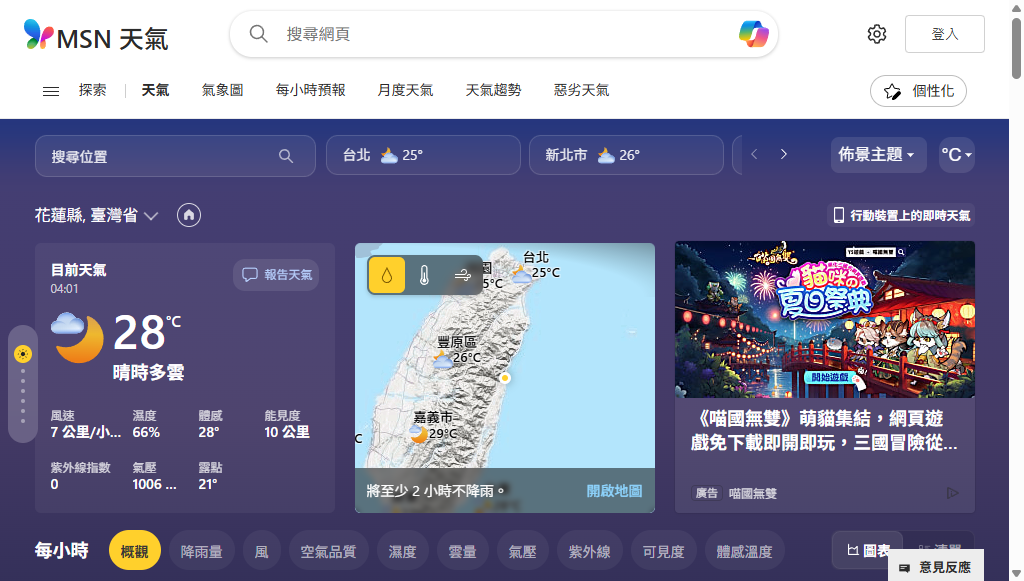 MSN 天氣
搜尋網頁
登入
探索
天氣
氣象圖
每小時預報
月度天氣
天氣趨勢
惡劣天氣
個性化
搜尋位置
台北 25°
新北市 26°
佈景主題
°C
花蓮縣, 臺灣省
行動裝置上的即時天氣
目前天氣
04:01
報告天氣
28°C
晴時多雲
風速
7 公里/小...
濕度
66%
體感
28°
能見度
10 公里
紫外線指數
0
氣壓
1006 ...
露點
21°
台北
25°C
5°C
豐原區
26°C
嘉義市
29°C
C
將至少 2 小時不降雨。
開啟地圖
喵國無雙
貓咪の
夏日祭典
開始遊戲
《喵國無雙》萌貓集結，網頁遊
戲免下載即開即玩，三國冒險從...
廣告
喵國無雙
每小時
概觀
降雨量
風
空氣品質
濕度
雲量
氣壓
紫外線
可見度
體感溫度
圖表
意見反應